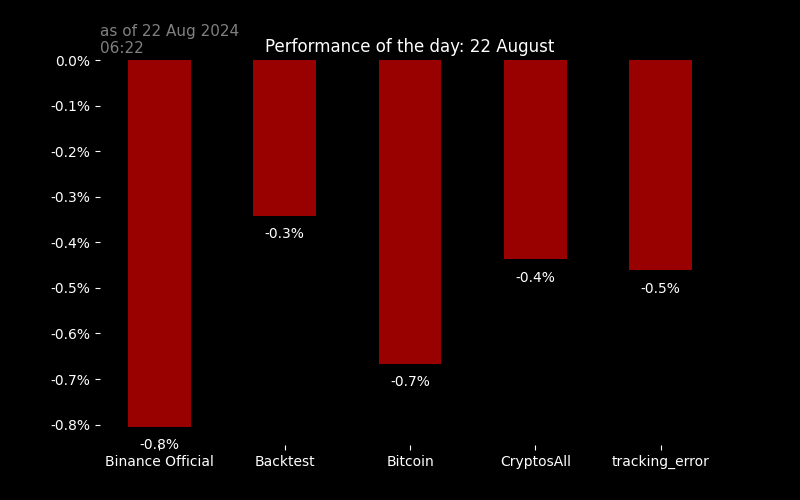 as of 22 Aug 2024
06:22
Performance of the day: 22 August
0.0%
-0.1%
-0.2%
-0.3%
-0.4%
-0.5%
-0.6%
-0.7%
-0.8%
-0.8%
-0.3%
-0.7%
-0.4%
-0.5%
Binance Official
Backtest
Bitcoin
CryptosAll
tracking_error